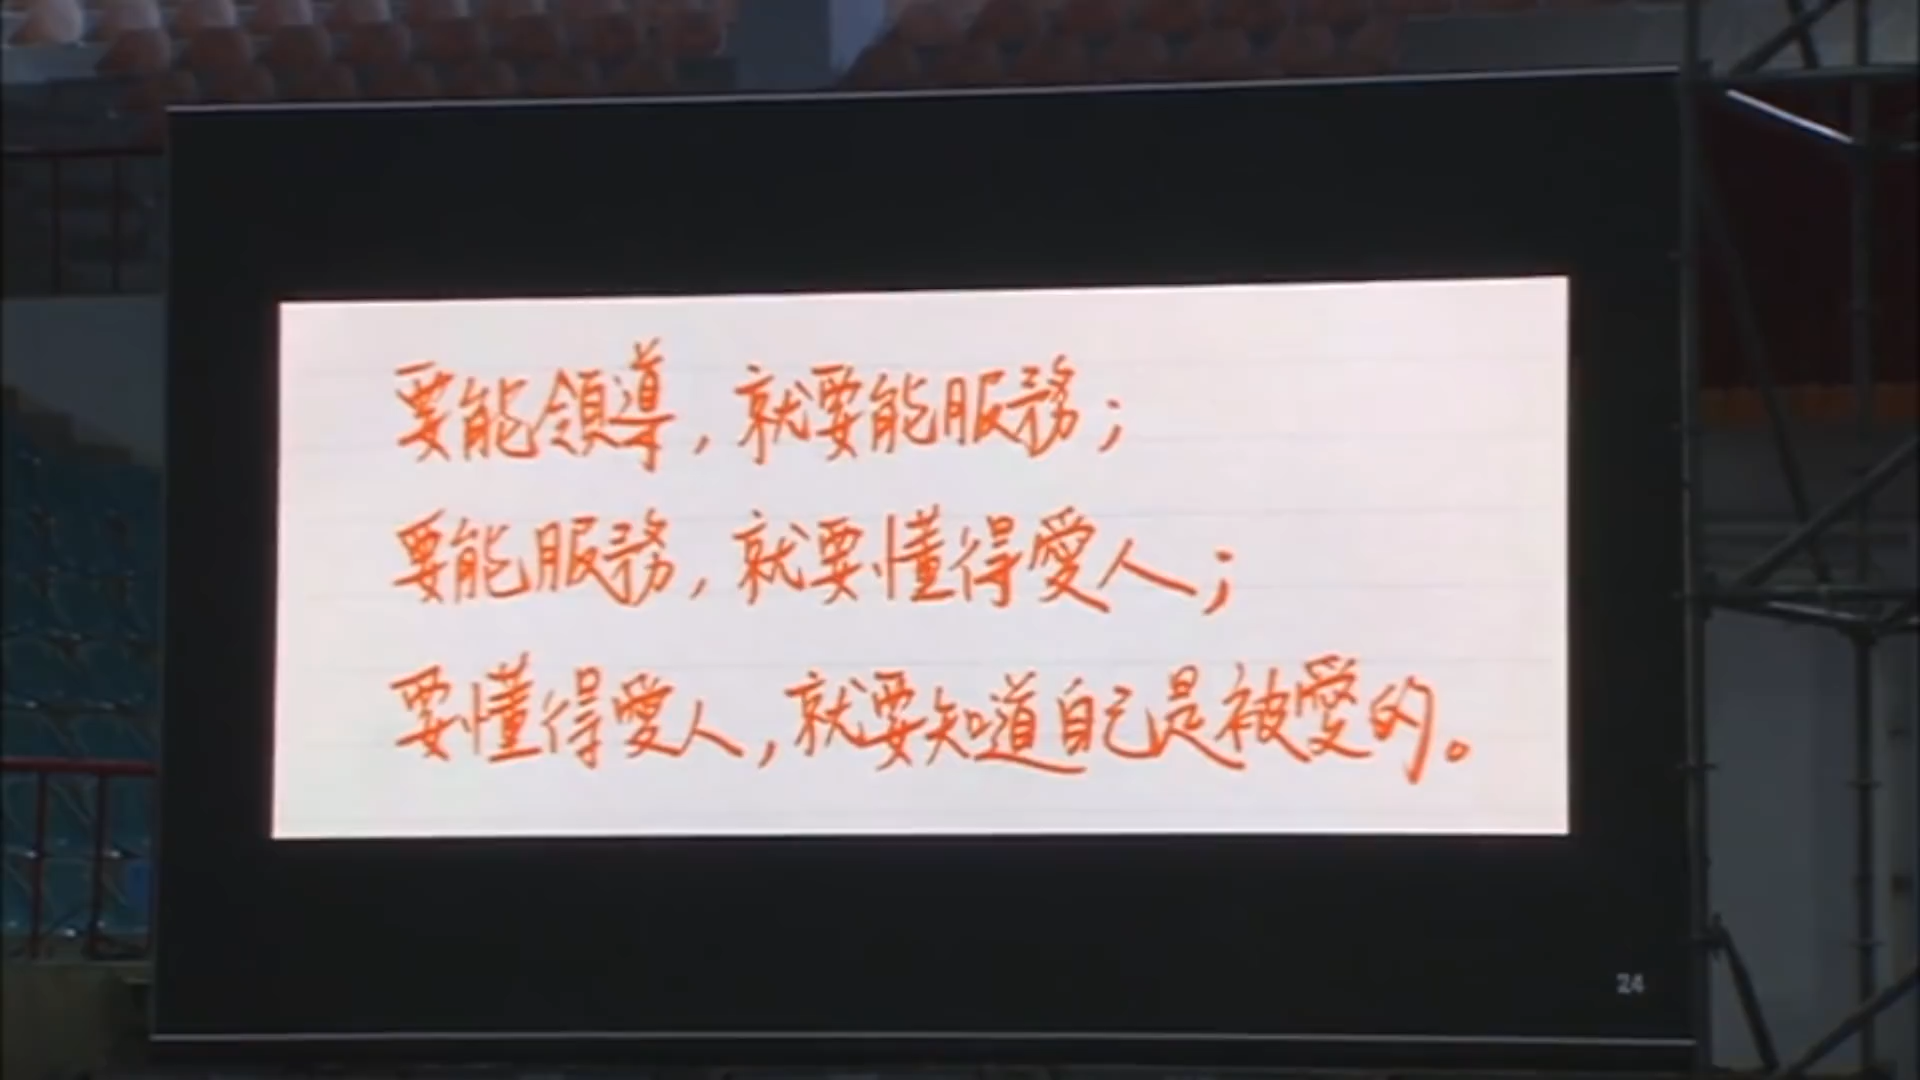 要能領導，就要能服務；
要能服務，就要懂得愛人；
要懂得愛人，就要知道自己是被愛的。
24